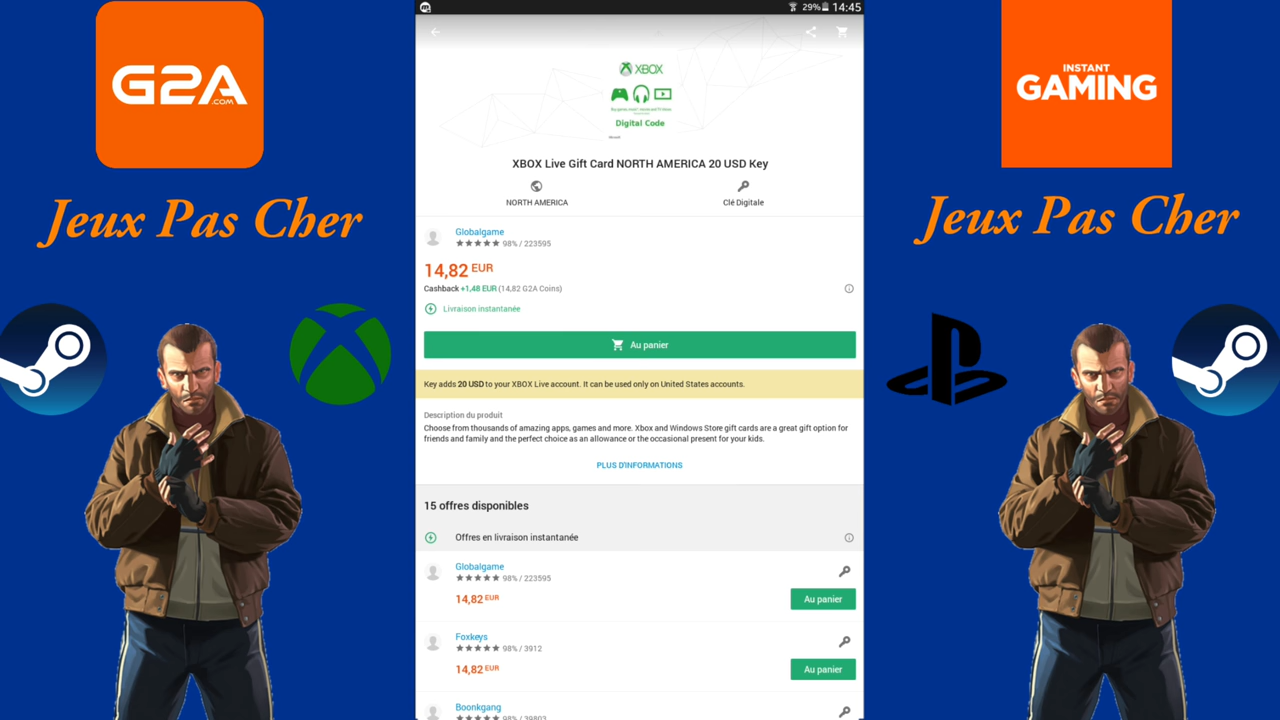 G2A
.COM
Jeux Pas Cher
29% 14:45
XBOX
Digital Code
XBOX Live Gift Card NORTH AMERICA 20 USD Key
NORTH AMERICA
Clé Digitale
Globalgame
98% / 223595
14,82 EUR
Cashback +1,48 EUR (14,82 G2A Coins)
Livraison instantanée
Au panier
Key adds 20 USD to your XBOX Live account. It can be used only on United States accounts.
Description du produit
Choose from thousands of amazing apps, games and more. Xbox and Windows Store gift cards are a great gift option for
friends and family and the perfect choice as an allowance or the occasional present for your kids.
PLUS D'INFORMATIONS
15 offres disponibles
Offres en livraison instantanée
Globalgame
98% / 223595
14,82 EUR
Au panier
Foxkeys
98% / 3912
14,82 EUR
Au panier
Boonkgang
98% / 39803
INSTANT
GAMING
Jeux Pas Cher